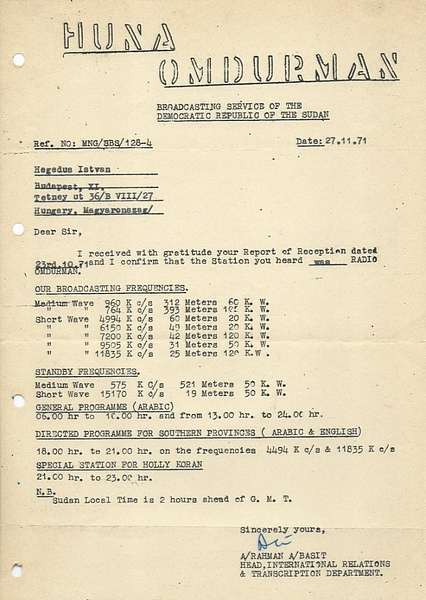 HUNA
OMDURMAN
BROADCASTING SERVICE OF THE
DEMOCRATIC REPUBLIC OF THE SUDAN
Ref. NO: MNG/SBS/128-4 Date: 27.11.71
Hegedus Istvan
Budapest, XI.
Tetney ut 36/B VIII/27
Hungary, Magyaronszag/
Dear Sir,
I received with gratitude your Report of Reception dated
23rd.10.71 and I confirm that the Station you heard was RADIO
OMDURMAN.
OUR BROADCASTING FREQUENCIES.
Medium Wave 960 K c/s 312 Meters 60 K. W.
" " 764 K c/s 393 Meters K. W.
Short Wave 4994 K c/s 60 Meters 20 K. W.
" " 6150 K c/s 49 Meters 20 K. W.
" " 7200 K c/s 42 Meters 120 K. W.
" " 9505 K c/s 31 Meters 50 K. W.
" " 11835 K c/s 25 Meters 120 K.W.
STANDBY FREQUENCIES.
Medium Wave 575 K c/s 521 Meters 50 K. W.
Short Wave 15170 K c/s 19 Meters 50 K. W.
GENERAL PROGRAMME (ARABIC)
06.00 hr to hr. and from 13.00 hr. to 24.00 hr.
DIRECTED PROGRAMME FOR SOUTHERN PROVINCES ( ARABIC & ENGLISH)
18.00 hr. to 21.00 hr. on the frequencies 4494 K c/s & 11835 K c/s
SPECIAL STATION FOR HOLLY KORAN
21.00 hr. to 23.00 hr.
N.B.
Sudan Local Time is 2 hours ahead of G. M. T.
Sincerely yours,
A/RAHMAN A/BASIT
HEAD, INTERNATIONAL RELATIONS
& TRANSCRIPTION DEPARTMENT.